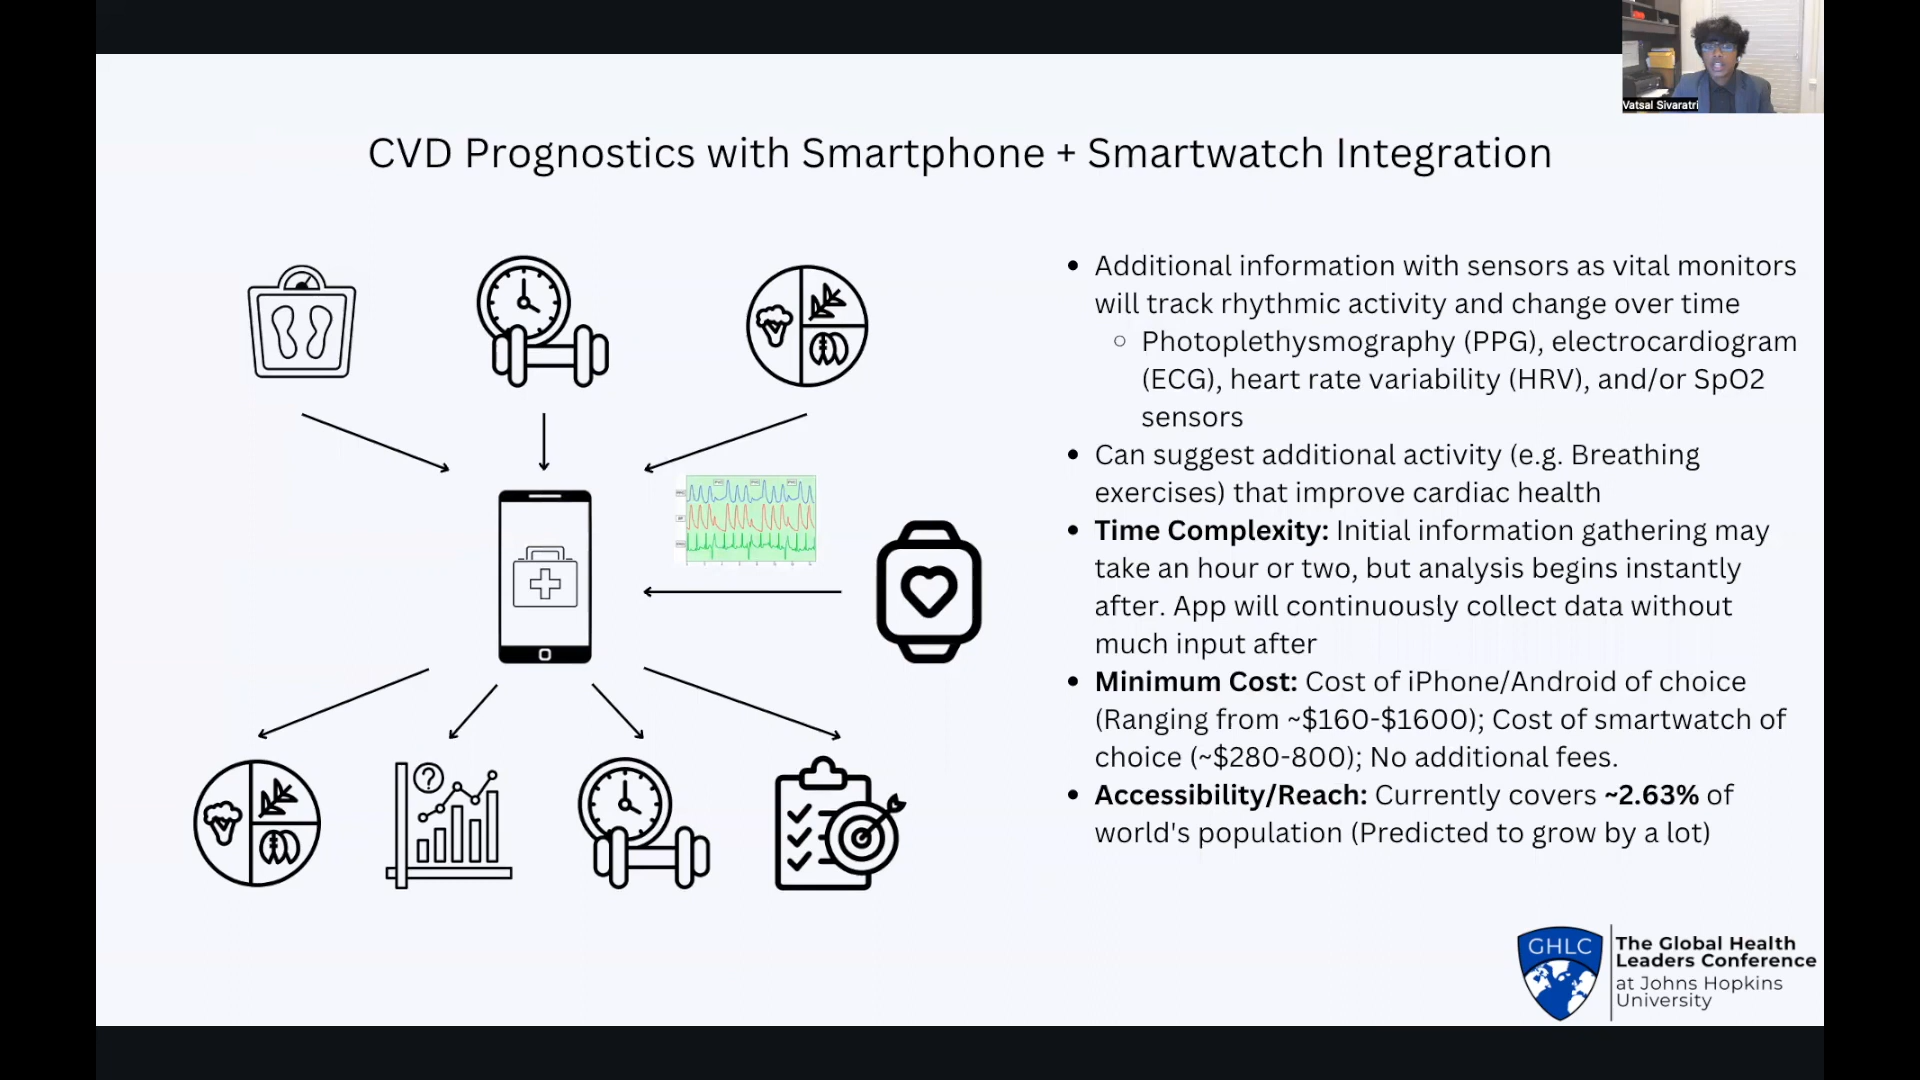 Vatsal Sivaratri
CVD Prognostics with Smartphone + Smartwatch Integration
• Additional information with sensors as vital monitors
will track rhythmic activity and change over time
○ Photoplethysmography (PPG), electrocardiogram
(ECG), heart rate variability (HRV), and/or SpO2
sensors
• Can suggest additional activity (e.g. Breathing
exercises) that improve cardiac health
• Time Complexity: Initial information gathering may
take an hour or two, but analysis begins instantly
after. App will continuously collect data without
much input after
• Minimum Cost: Cost of iPhone/Android of choice
(Ranging from ~$160-$1600); Cost of smartwatch of
choice (~$280-800); No additional fees.
• Accessibility/Reach: Currently covers ~2.63% of
world's population (Predicted to grow by a lot)
?
GHLC
The Global Health
Leaders Conference
at Johns Hopkins
University